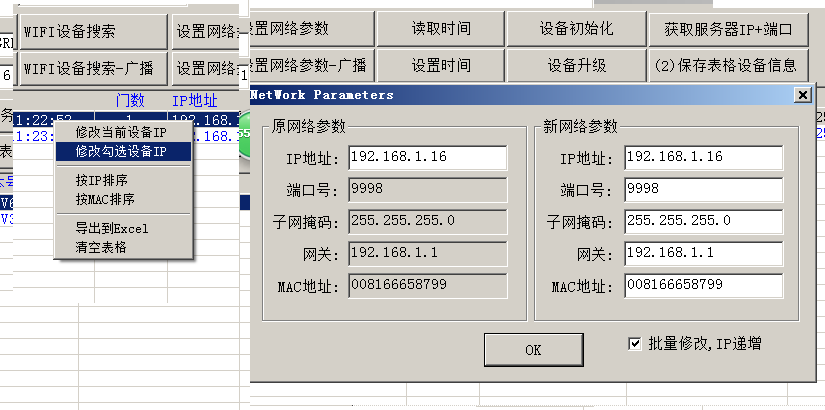 WIFI设备搜索
设置网络
设置网络参数
读取时间
设备初始化
获取服务器IP+端口
WIFI设备搜索-广播
设置网络
设置网络参数-广播
设置时间
设备升级
(2)保存表格设备信息
门数
IP地址
1:22:52
1
192.168.1
1:23:
192.168.1
修改当前设备IP
修改勾选设备IP
按IP排序
按MAC排序
导出到Excel
清空表格
NetWork Parameters
原网络参数
IP地址: 192.168.1.16
端口号: 9998
子网掩码: 255.255.255.0
网关: 192.168.1.1
MAC地址: 008166658799
新网络参数
IP地址: 192.168.1.16
端口号: 9998
子网掩码: 255.255.255.0
网关: 192.168.1.1
MAC地址: 008166658799
OK
批量修改,IP递增